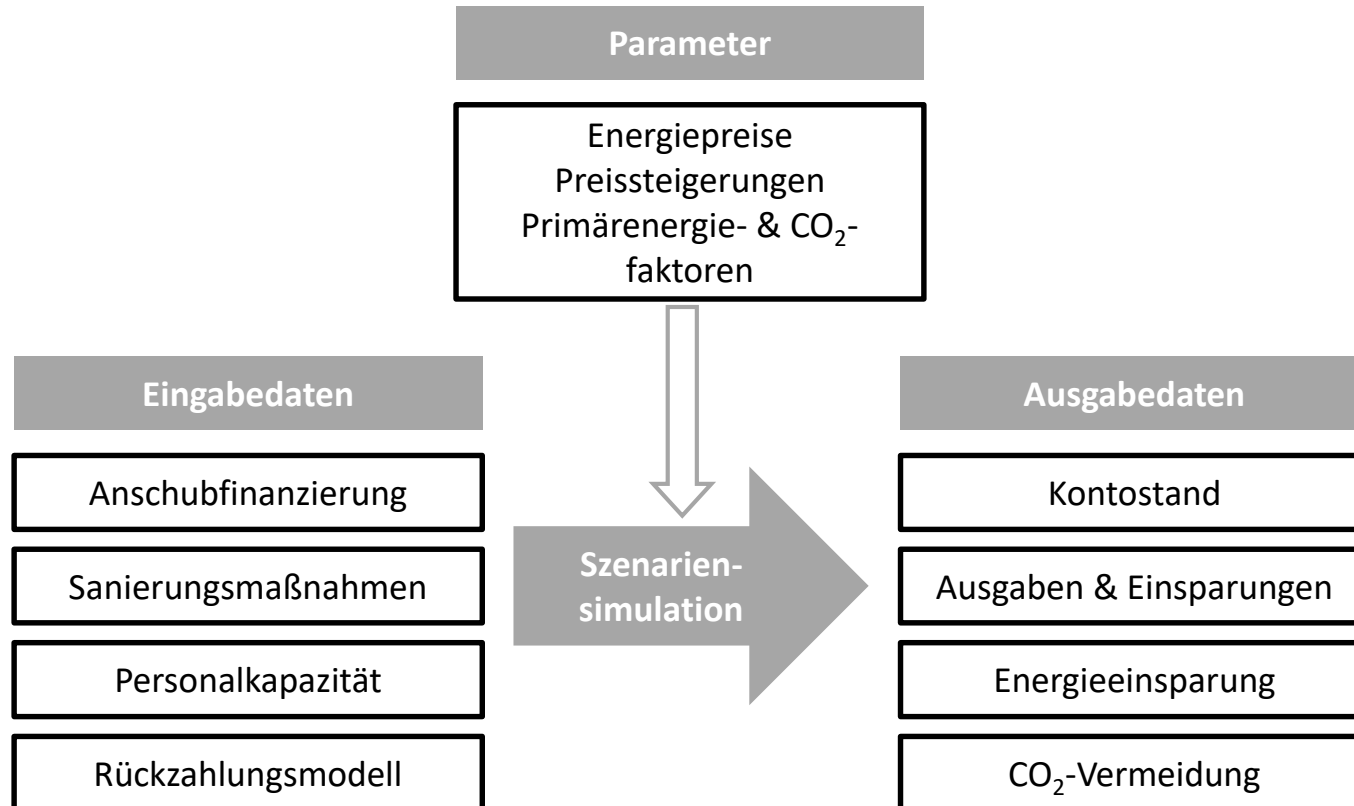 Parameter
Energiepreise
Preissteigerungen
Primärenergie- & CO₂-
faktoren
Eingabedaten
Anschubfinanzierung
Sanierungsmaßnahmen
Personalkapazität
Rückzahlungsmodell
Szenarien-
simulation
Ausgabedaten
Kontostand
Ausgaben & Einsparungen
Energieeinsparung
CO₂-Vermeidung